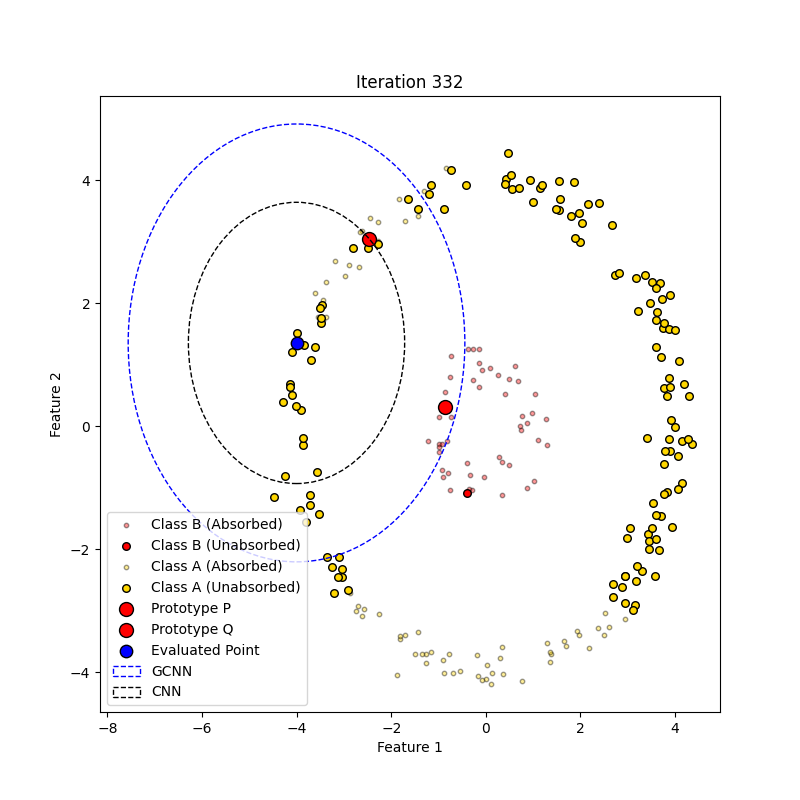 Iteration 332
4
2
0
−2
−4
Feature 2
Class B (Absorbed)
Class B (Unabsorbed)
Class A (Absorbed)
Class A (Unabsorbed)
Prototype P
Prototype Q
Evaluated Point
GCNN
CNN
−8 −6 −4 −2 0 2 4
Feature 1